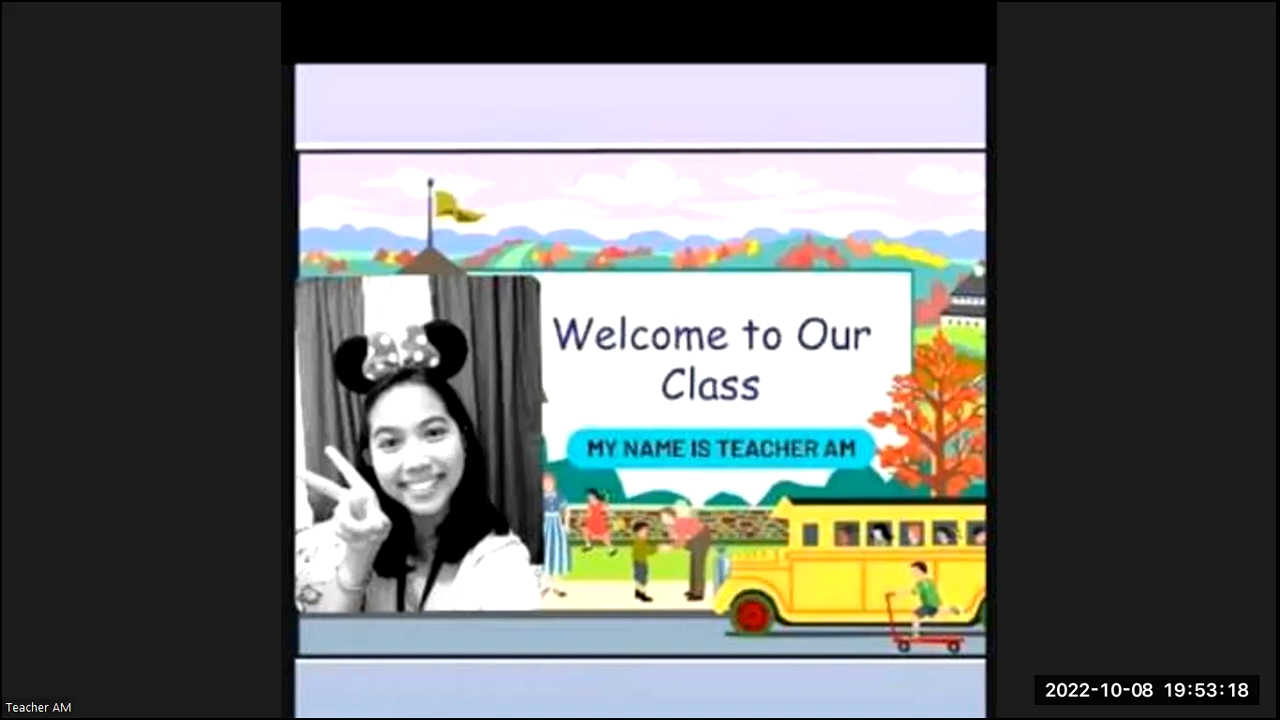 Welcome to Our
Class
MY NAME IS TEACHER AM
Teacher AM
2022-10-08 19:53:18